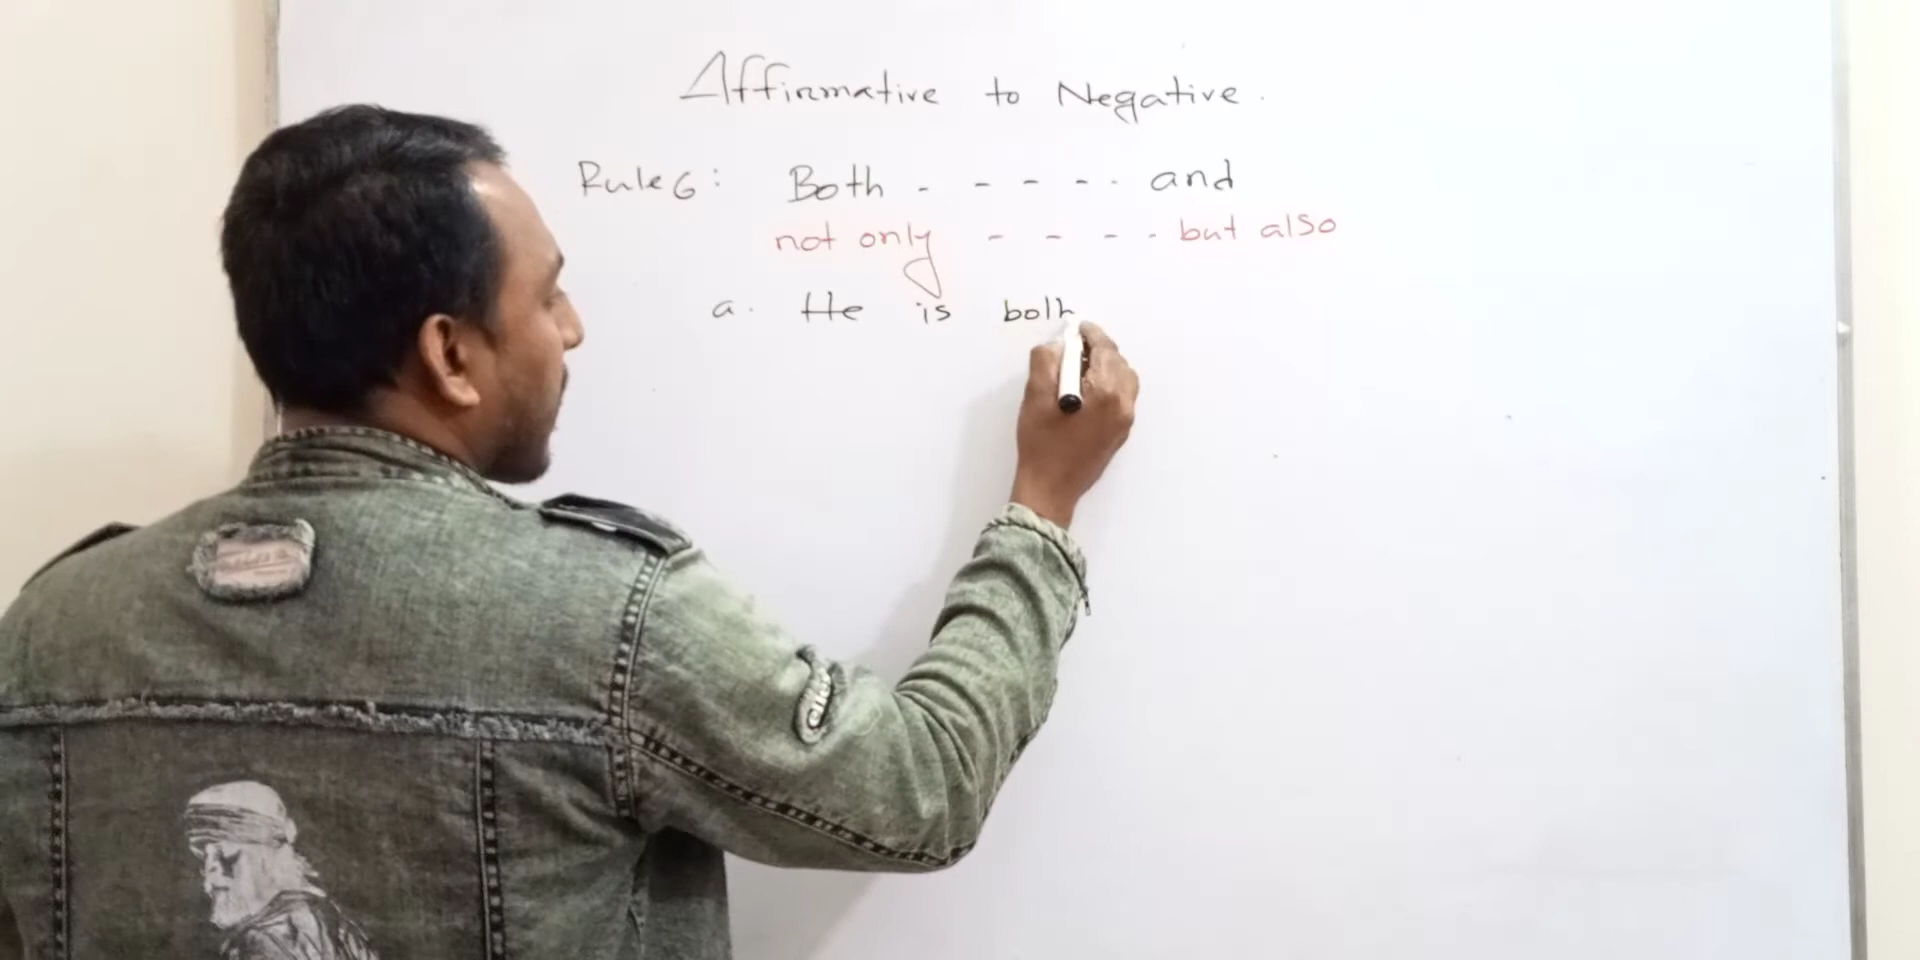 Affirmative to Negative.
Rule 6: Both - - - - - and
not only - - - - but also
a. He is both